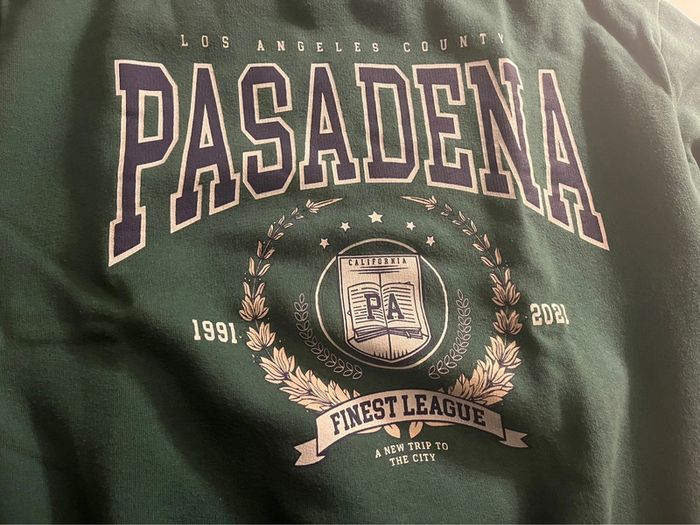 LOS ANGELES COUNTY
PASADENA
CALIFORNIA
PA
1991
2021
FINEST LEAGUE
A NEW TRIP TO
THE CITY